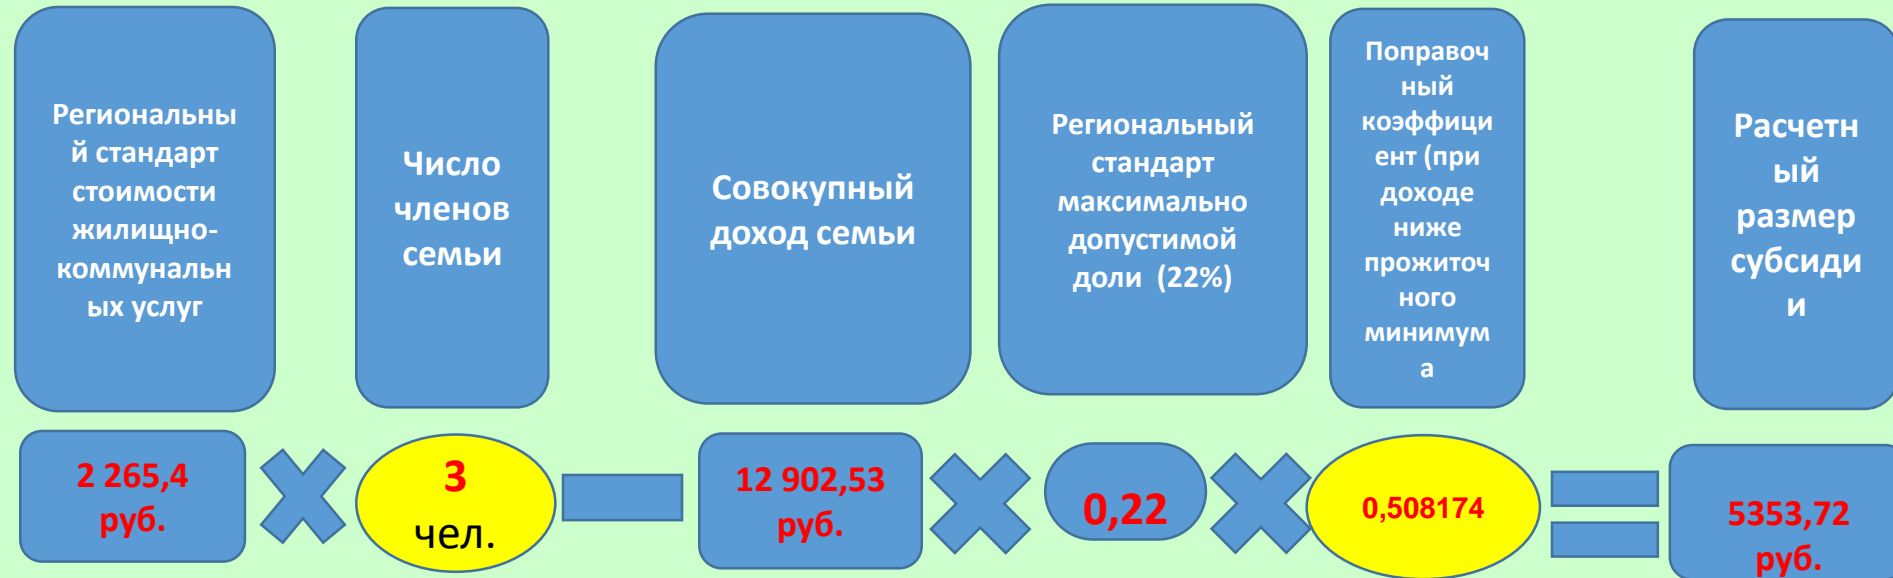 Региональны
й стандарт
стоимости
жилищно-
коммунальн
ых услуг
Число
членов
семьи
Совокупный
доход семьи
Региональный
стандарт
максимально
допустимой
доли (22%)
Поправоч
ный
коэффици
ент (при
доходе
ниже
прожиточ
ного
минимум
а
Расчетн
ый
размер
субсиди
и
2 265,4
руб.
3
чел.
12 902,53
руб.
0,22
0,508174
5353,72
руб.